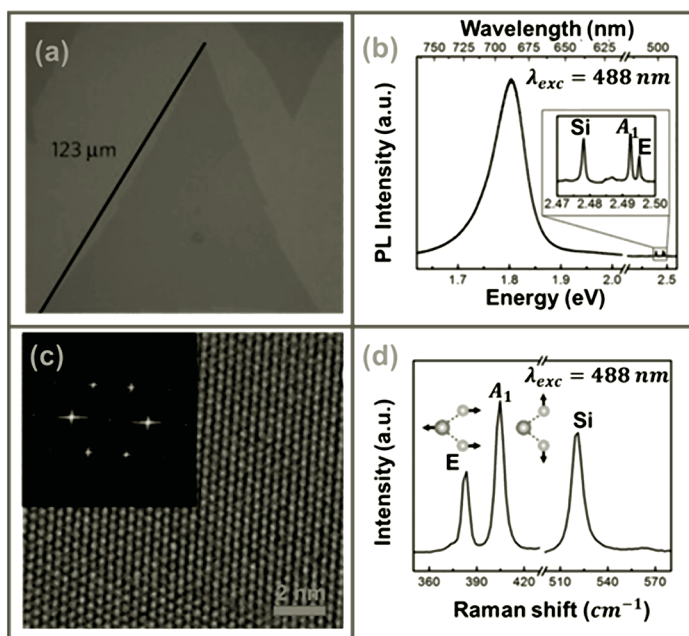 (a)
123 μm
(b)
Wavelength (nm)
750 725 700 675 650 625 500
λexc = 488 nm
PL Intensity (a.u.)
Si
A1
E
2.47 2.48 2.49 2.50
1.7 1.8 1.9 2.0 2.5
Energy (eV)
(c)
2 nm
(d)
λexc = 488 nm
Intensity (a.u.)
E
A1
Si
360 390 420 510 540 570
Raman shift (cm−1)